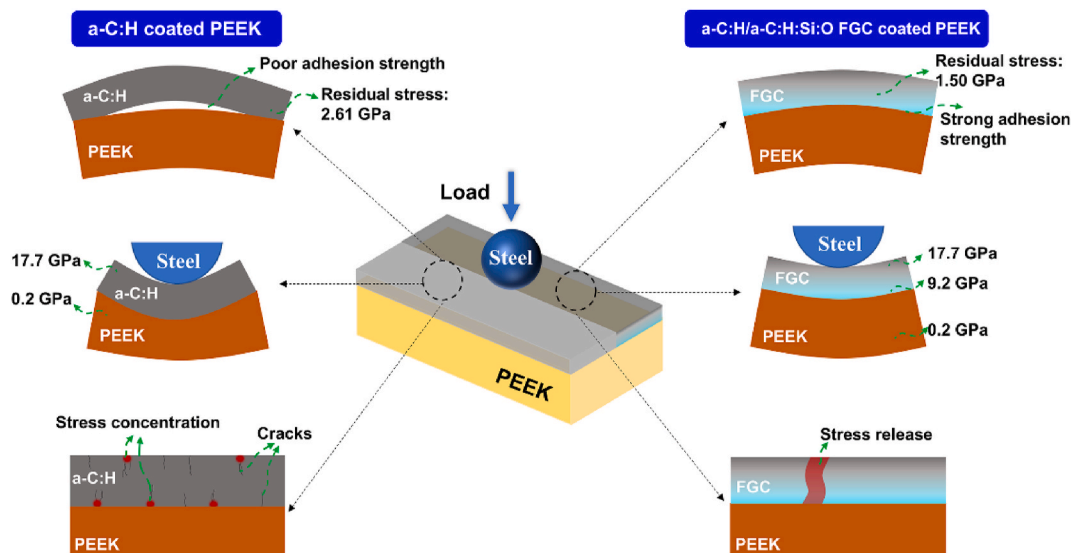 a-C:H coated PEEK
a-C:H/a-C:H:Si:O FGC coated PEEK
Poor adhesion strength
a-C:H
Residual stress:
2.61 GPa
PEEK
Residual stress:
1.50 GPa
FGC
Strong adhesion
strength
PEEK
Load
Steel
PEEK
Steel
17.7 GPa
a-C:H
0.2 GPa
PEEK
Steel
17.7 GPa
FGC
9.2 GPa
0.2 GPa
PEEK
Stress concentration
Cracks
a-C:H
PEEK
Stress release
FGC
PEEK